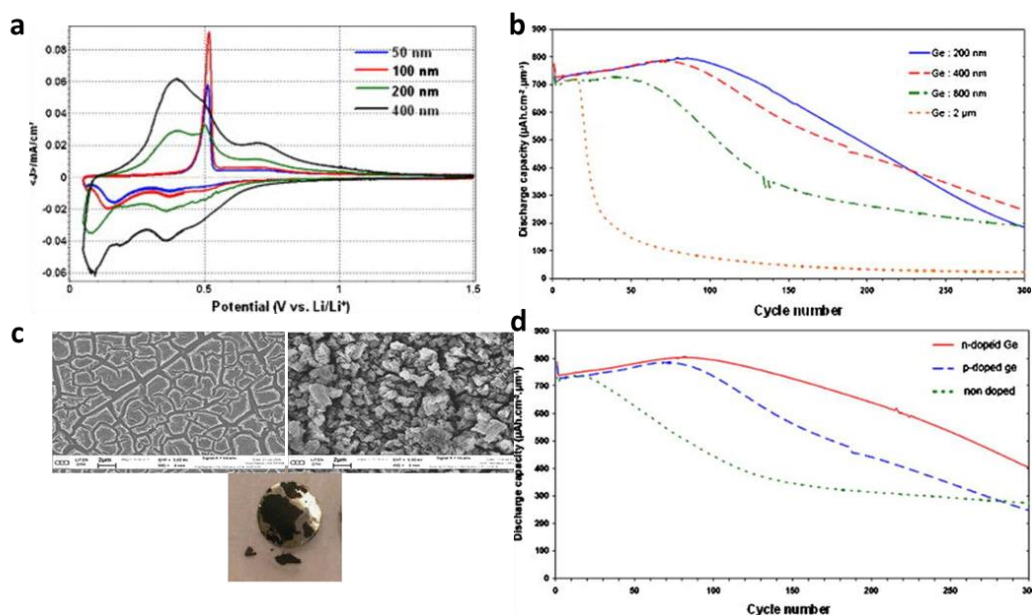 a
0.08
0.06
0.04
0.02
0
-0.02
-0.04
-0.06
<J>/mA/cm²
50 nm
100 nm
200 nm
400 nm
0
0.5
1
1.5
Potential (V vs. Li/Li⁺)
b
900
800
700
600
500
400
300
200
100
0
Discharge capacity (µAh.cm⁻².µm⁻¹)
Ge : 200 nm
Ge : 400 nm
Ge : 800 nm
Ge : 2 µm
0
50
100
150
200
250
300
Cycle number
c
2µm
2µm
d
900
800
700
600
500
400
300
200
100
0
Discharge capacity (µAh.cm⁻².µm⁻¹)
n-doped Ge
p-doped ge
non doped
0
50
100
150
200
250
300
Cycle number